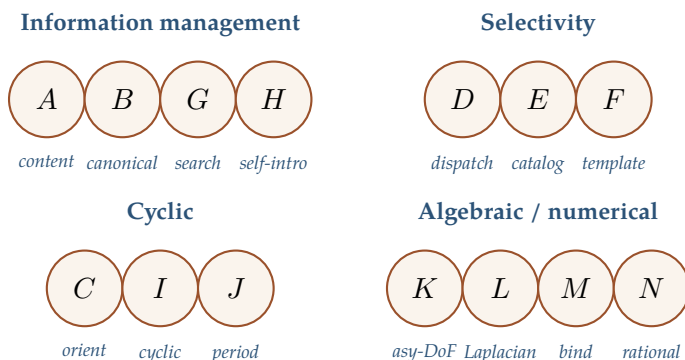 Information management
Selectivity
A B G H
D E F
content canonical search self-intro
dispatch catalog template
Cyclic
Algebraic / numerical
C I J
K L M N
orient cyclic period
asy-DoF Laplacian bind rational